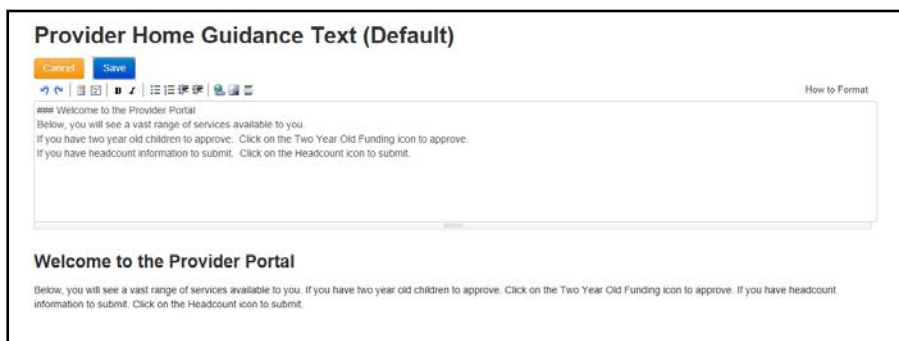 Provider Home Guidance Text (Default)
Cancel Save
B I How to Format
### Welcome to the Provider Portal
Below, you will see a vast range of services available to you.
If you have two year old children to approve.  Click on the Two Year Old Funding icon to approve.
If you have headcount information to submit.  Click on the Headcount icon to submit.
Welcome to the Provider Portal
Below, you will see a vast range of services available to you. If you have two year old children to approve. Click on the Two Year Old Funding icon to approve. If you have headcount
information to submit. Click on the Headcount icon to submit.